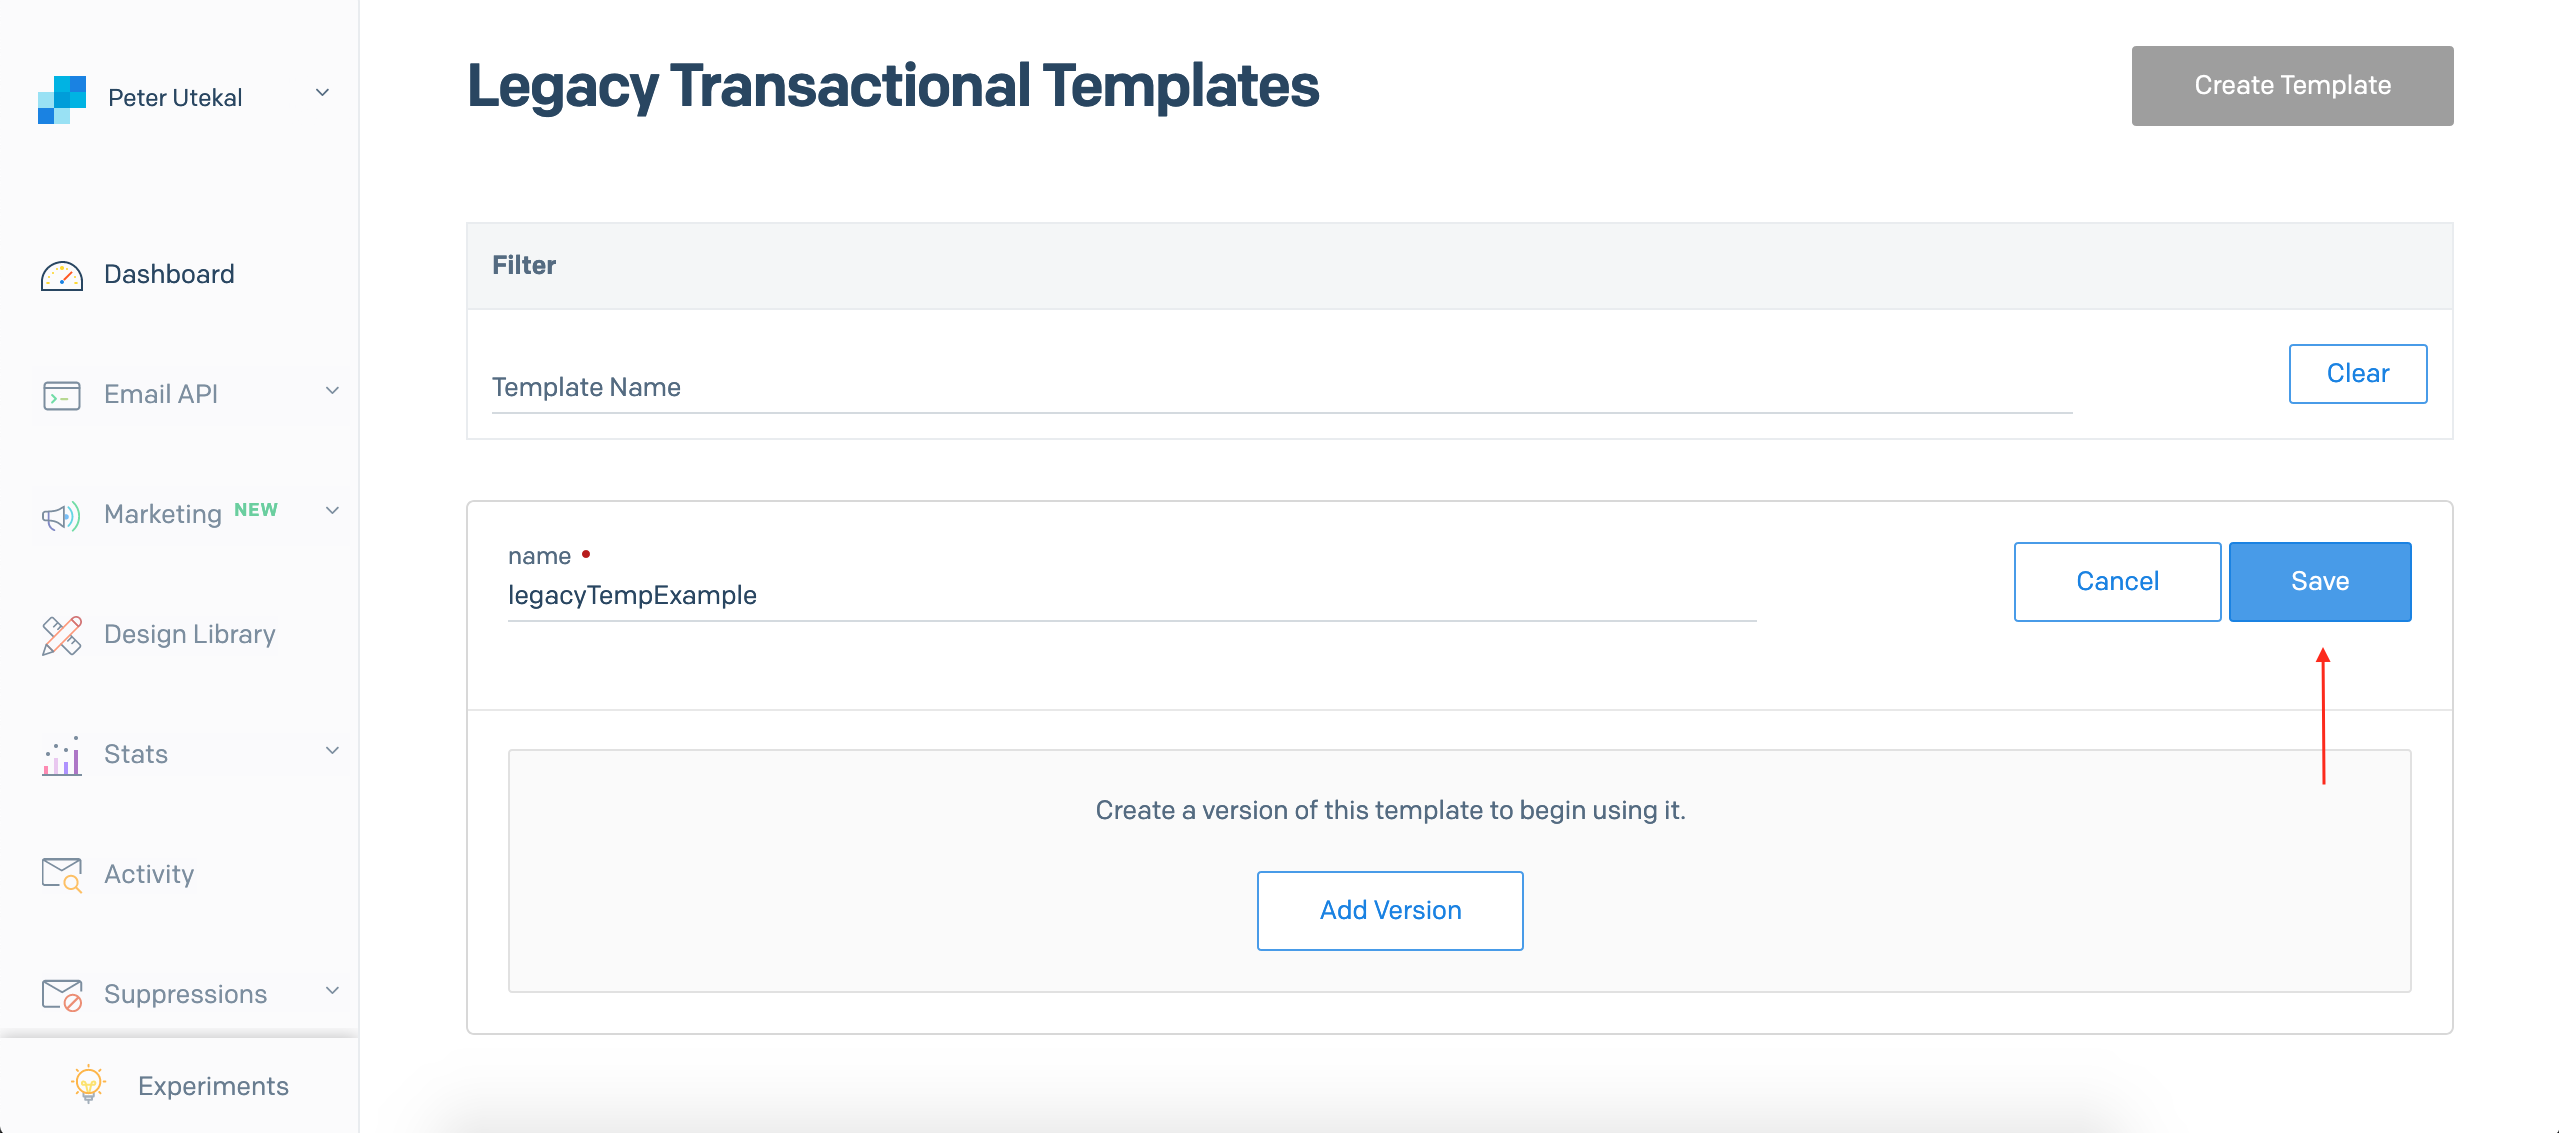 Peter Utekal
Dashboard
Email API
Marketing NEW
Design Library
Stats
Activity
Suppressions
Experiments
Legacy Transactional Templates
Create Template
Filter
Template Name
Clear
name
legacyTempExample
Cancel
Save
Create a version of this template to begin using it.
Add Version